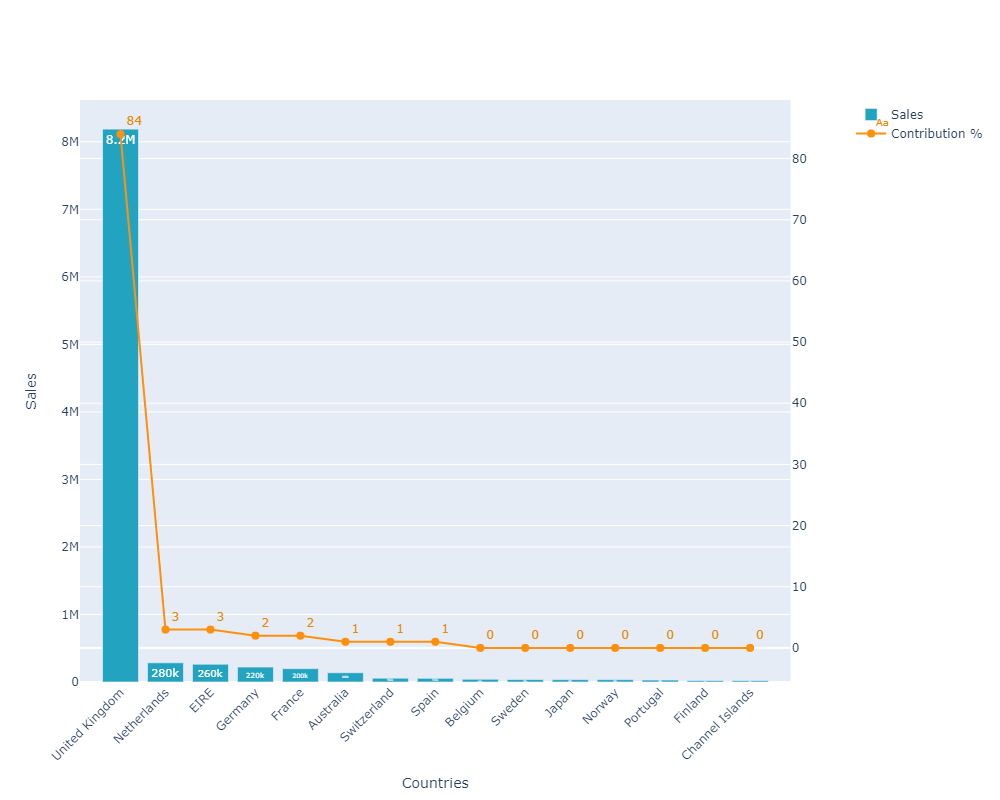 Sales
Aa
Contribution %
84
8.2M
8M
7M
6M
5M
4M
3M
2M
1M
0
Sales
80
70
60
50
40
30
20
10
0
3
3
2
2
1
1
1
0
0
0
0
0
0
0
280k
260k
220k
200k
United Kingdom
Netherlands
EIRE
Germany
France
Australia
Switzerland
Spain
Belgium
Sweden
Japan
Norway
Portugal
Finland
Channel Islands
Countries